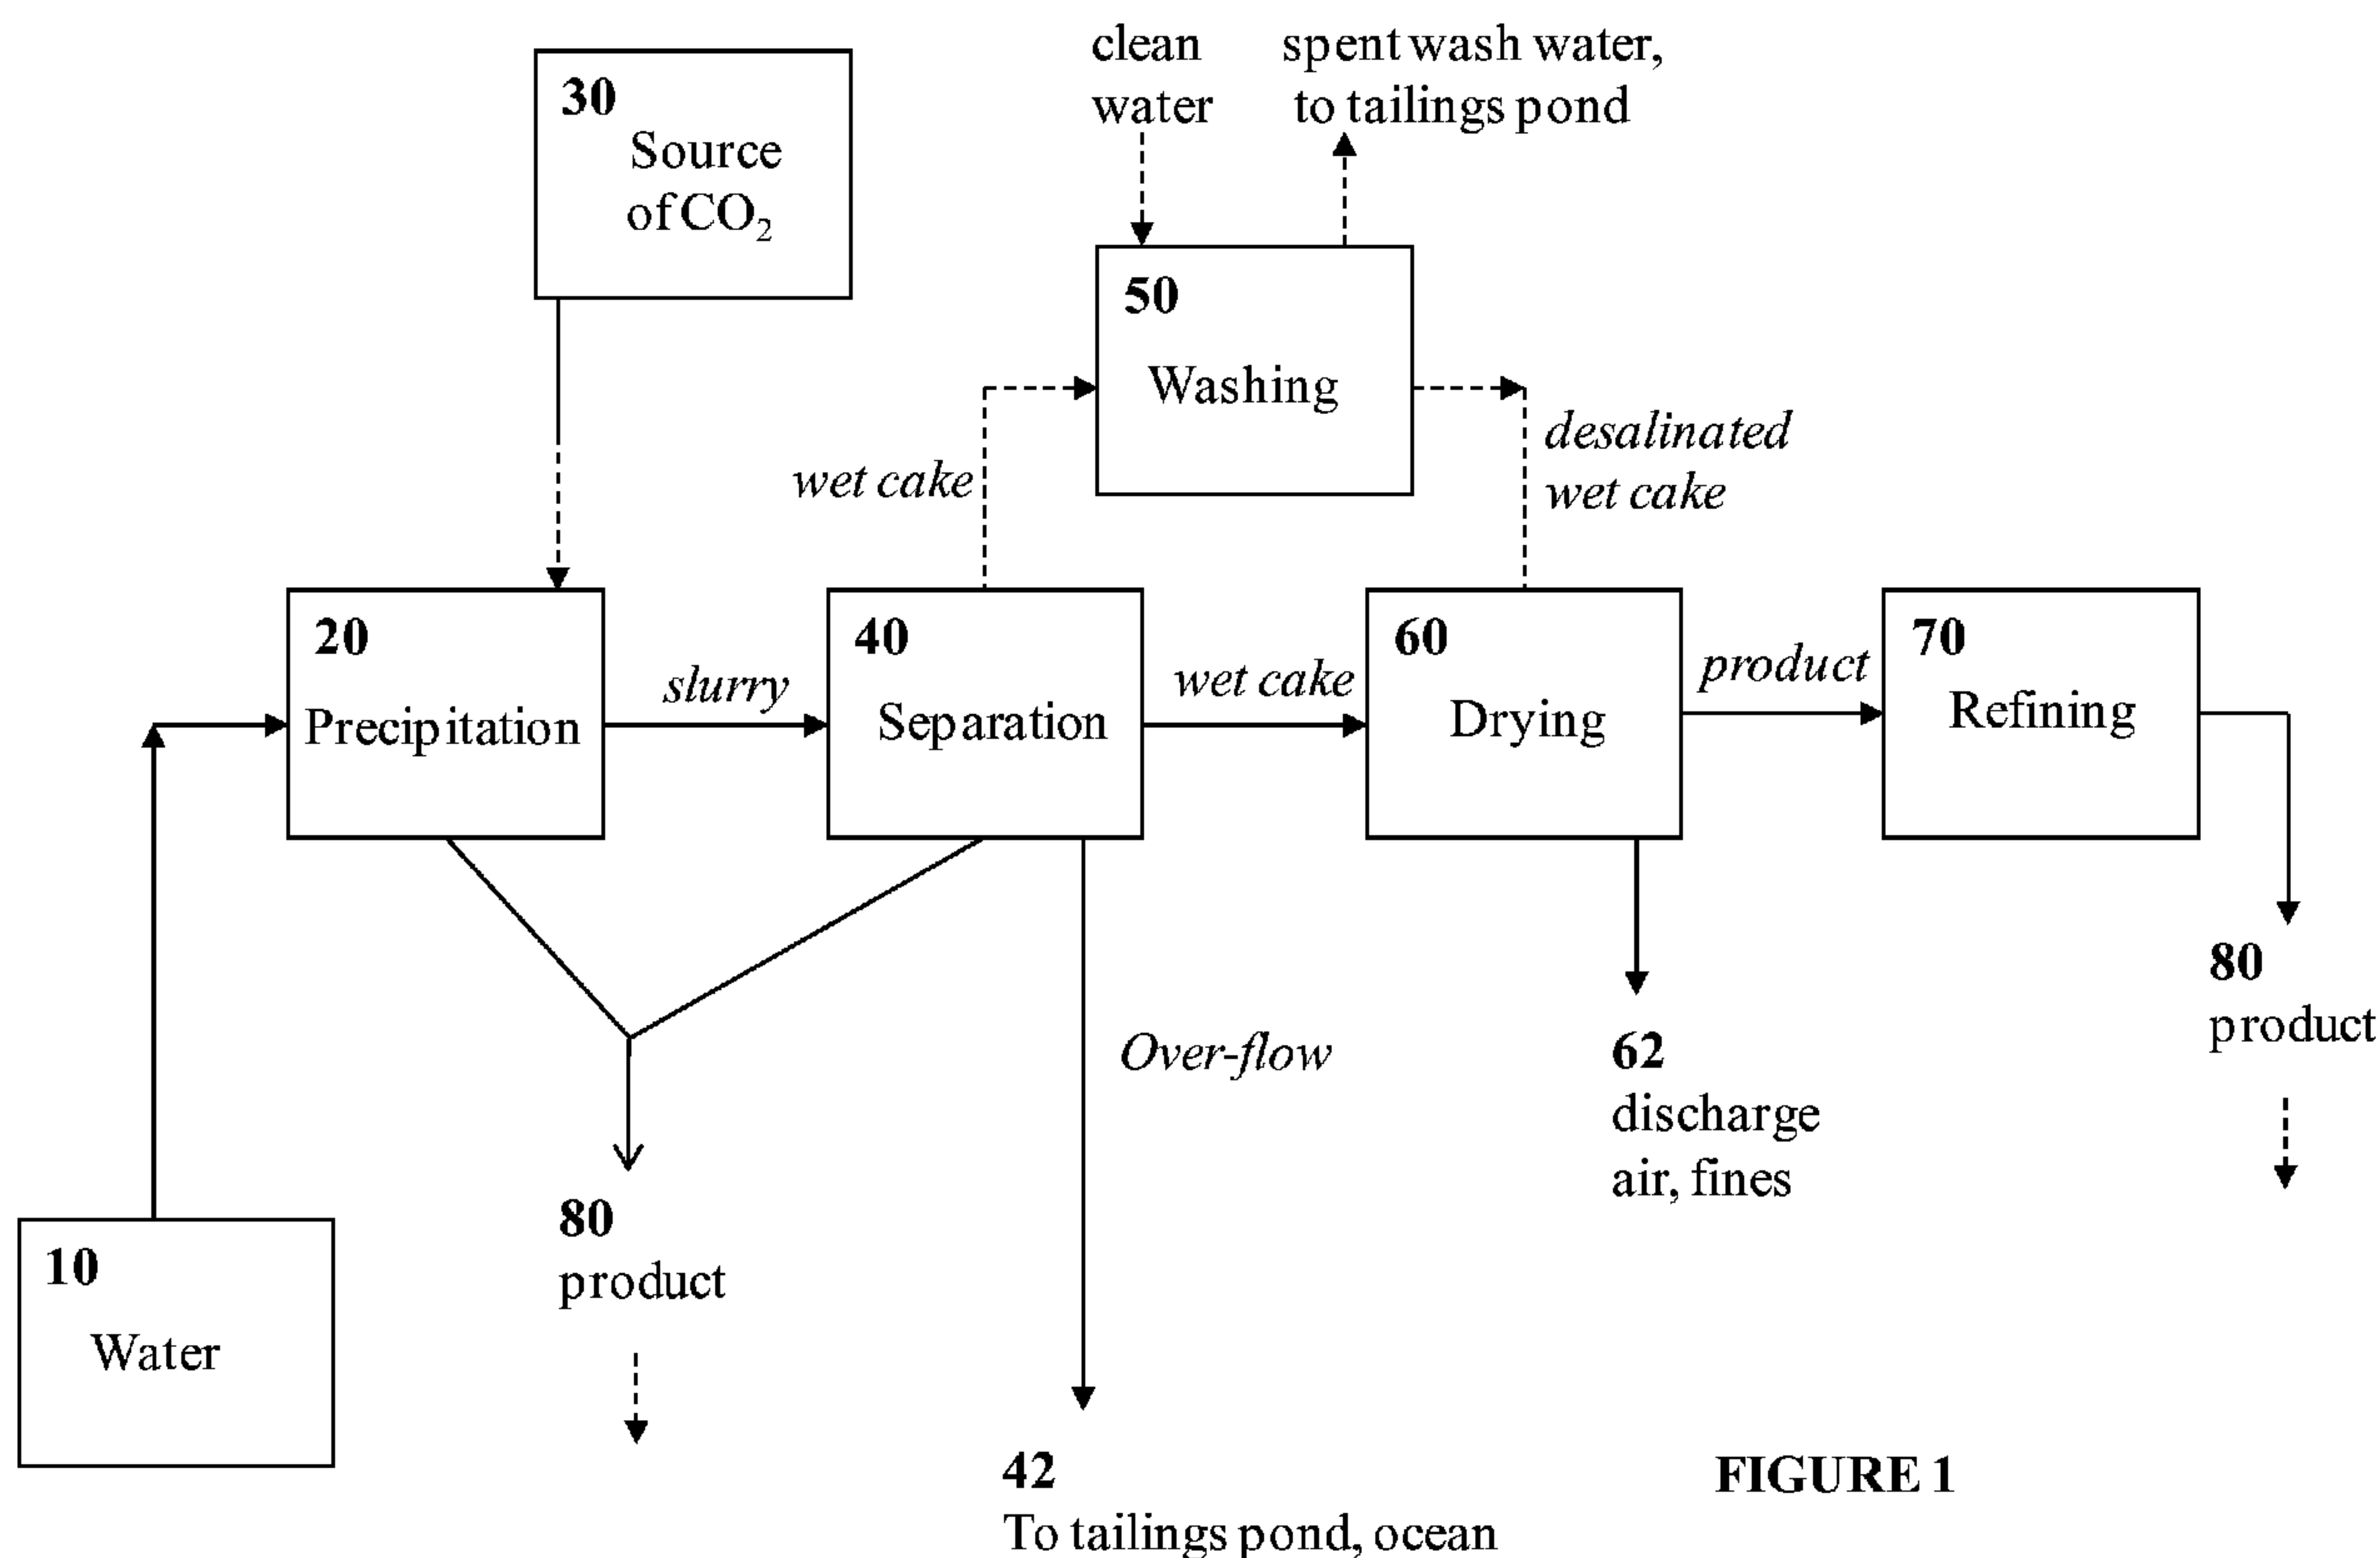 30
Source
of CO₂
clean
water
spent wash water,
to tailings pond
50
Washing
wet cake
desalinated
wet cake
20
Precipitation
slurry
40
Separation
wet cake
60
Drying
product
70
Refining
Over-flow
80
product
62
discharge
air, fines
80
product
10
Water
42
To tailings pond, ocean
FIGURE 1